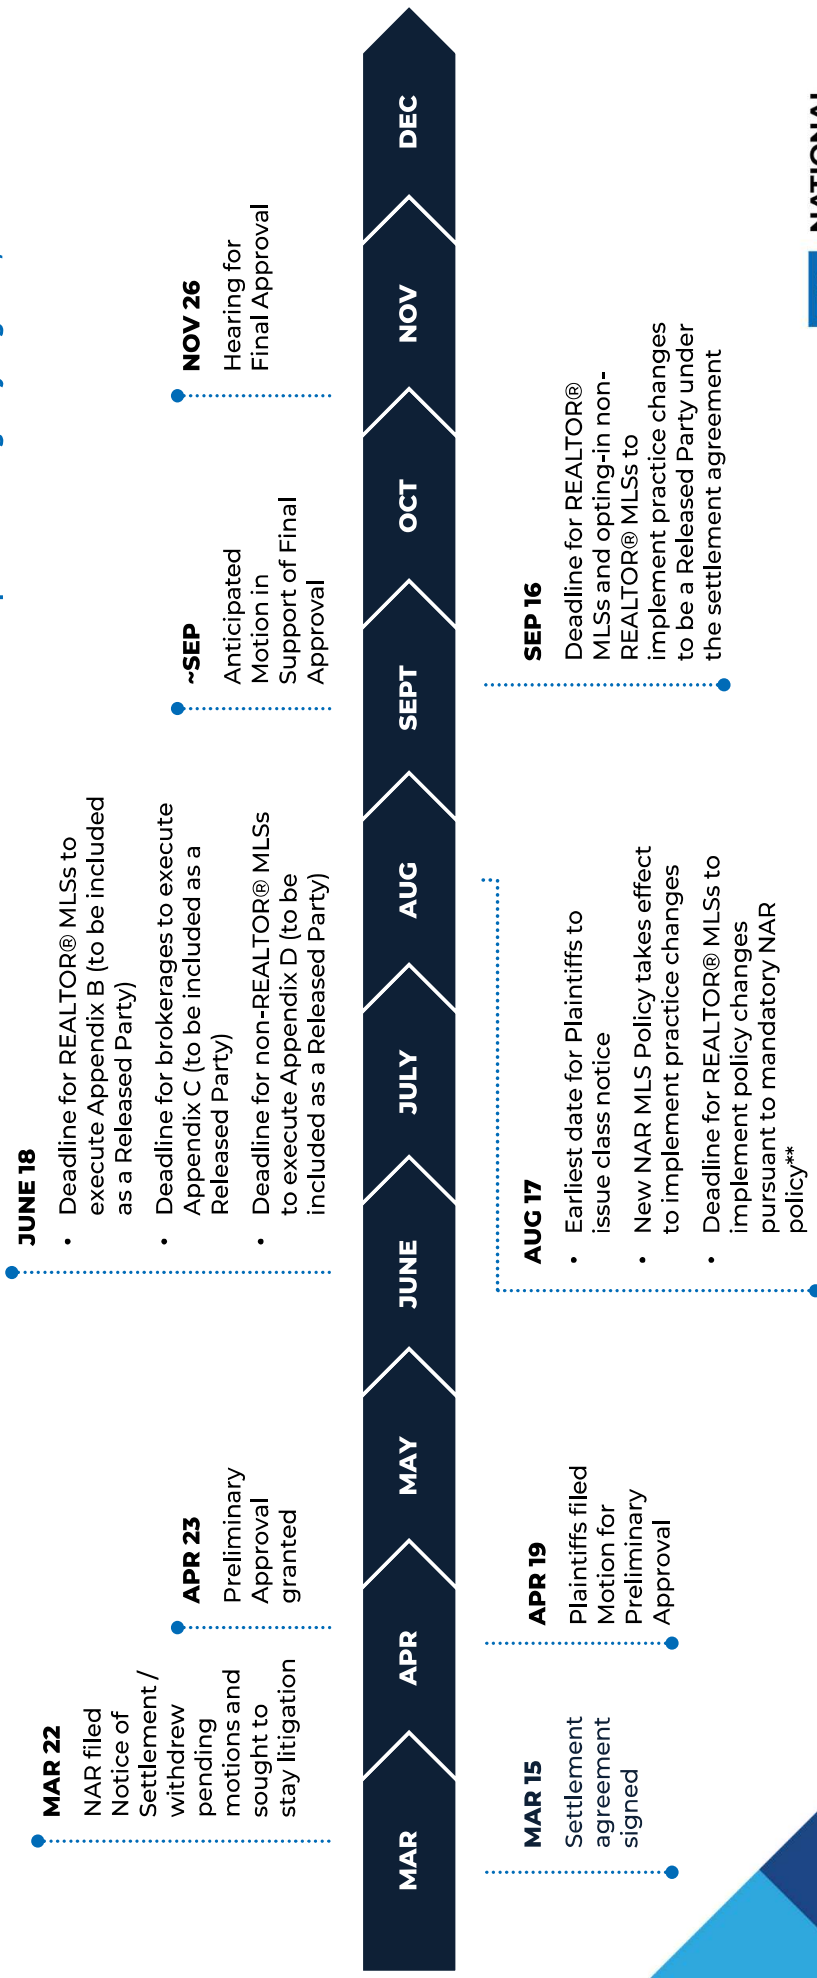 MAR 22
NAR filed
Notice of
Settlement /
withdrew
pending
motions and
sought to
stay litigation
APR 23
Preliminary
Approval
granted
JUNE 18
• Deadline for REALTOR® MLSs to
execute Appendix B (to be included
as a Released Party)
• Deadline for brokerages to execute
Appendix C (to be included as a
Released Party)
• Deadline for non-REALTOR® MLSs
to execute Appendix D (to be
included as a Released Party)
~SEP
Anticipated
Motion in
Support of Final
Approval
NOV 26
Hearing for
Final Approval
MAR
APR
MAY
JUNE
JULY
AUG
SEPT
OCT
NOV
DEC
MAR 15
Settlement
agreement
signed
APR 19
Plaintiffs filed
Motion for
Preliminary
Approval
AUG 17
• Earliest date for Plaintiffs to
issue class notice
• New NAR MLS Policy takes effect
to implement practice changes
• Deadline for REALTOR® MLSs to
implement policy changes
pursuant to mandatory NAR
policy**
SEP 16
Deadline for REALTOR®
MLSs and opting-in non-
REALTOR® MLSs to
implement practice changes
to be a Released Party under
the settlement agreement
NATIONAL